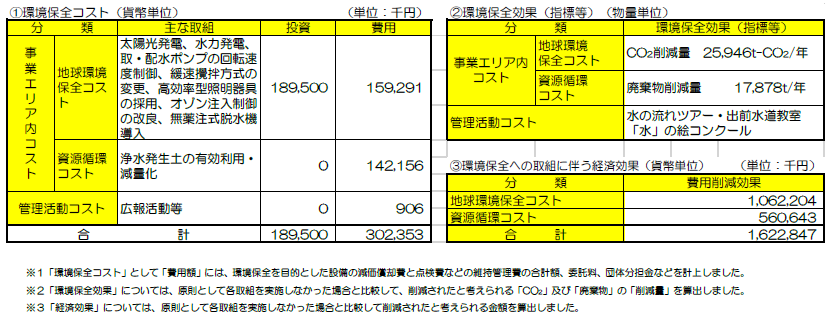 ①環境保全コスト（貨幣単位）　（単位：千円）
分　類　主な取組　投資　費用
事業エリア内コスト
地球環境保全コスト
太陽光発電、水力発電、
取・配水ポンプの回転速
度制御、緩速攪拌方式の
変更、高効率型照明器具
の採用、オゾン注入制御
の改良、無薬注式脱水機
導入
189,500　159,291
資源循環コスト
浄水発生土の有効利用・
減量化
0　142,156
管理活動コスト　広報活動等　0　906
合　計　189,500　302,353
②環境保全効果（指標等）（物量単位）
分　類　環境保全効果（指標等）
事業エリア内
コスト
地球環境
保全コスト
CO2削減量　25,946t-CO2/年
資源循環
コスト
廃棄物削減量　17,878t/年
管理活動コスト
水の流れツアー・出前水道教室
「水」の絵コンクール
③環境保全への取組に伴う経済効果（貨幣単位）　（単位：千円）
分　類　費用削減効果
地球環境保全コスト　1,062,204
資源循環コスト　560,643
合　計　1,622,847
※１「環境保全コスト」として「費用額」には、環境保全を目的とした設備の減価償却費と点検費などの維持管理費の合計額、委託料、団体分担金などを計上しました。
※２「環境保全効果」については、原則として各取組を実施しなかった場合と比較して、削減されたと考えられる「CO2」及び「廃棄物」の「削減量」を算出しました。
※３「経済効果」については、原則として各取組を実施しなかった場合と比較して削減されたと考えられる金額を算出しました。